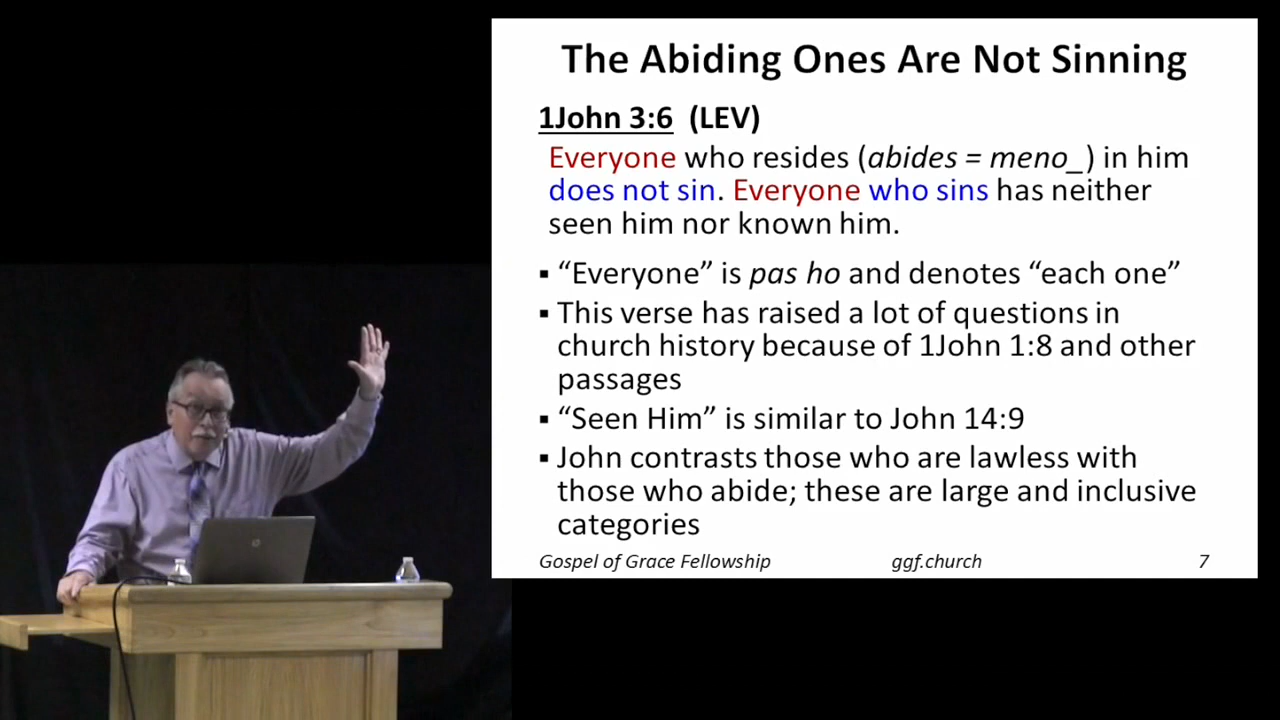 The Abiding Ones Are Not Sinning
1John 3:6 (LEV)
Everyone who resides (abides = meno_) in him
does not sin. Everyone who sins has neither
seen him nor known him.
▪ “Everyone” is pas ho and denotes “each one”
▪ This verse has raised a lot of questions in
church history because of 1John 1:8 and other
passages
▪ “Seen Him” is similar to John 14:9
▪ John contrasts those who are lawless with
those who abide; these are large and inclusive
categories
Gospel of Grace Fellowship ggf.church 7